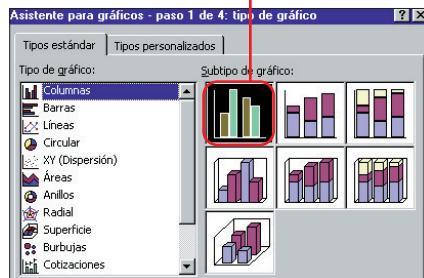 Asistente para gráficos - paso 1 de 4: tipo de gráfico
Tipos estándar Tipos personalizados
Tipo de gráfico: Subtipo de gráfico:
Columnas
Barras
Líneas
Circular
XY (Dispersión)
Áreas
Anillos
Radial
Superficie
Burbujas
Cotizaciones